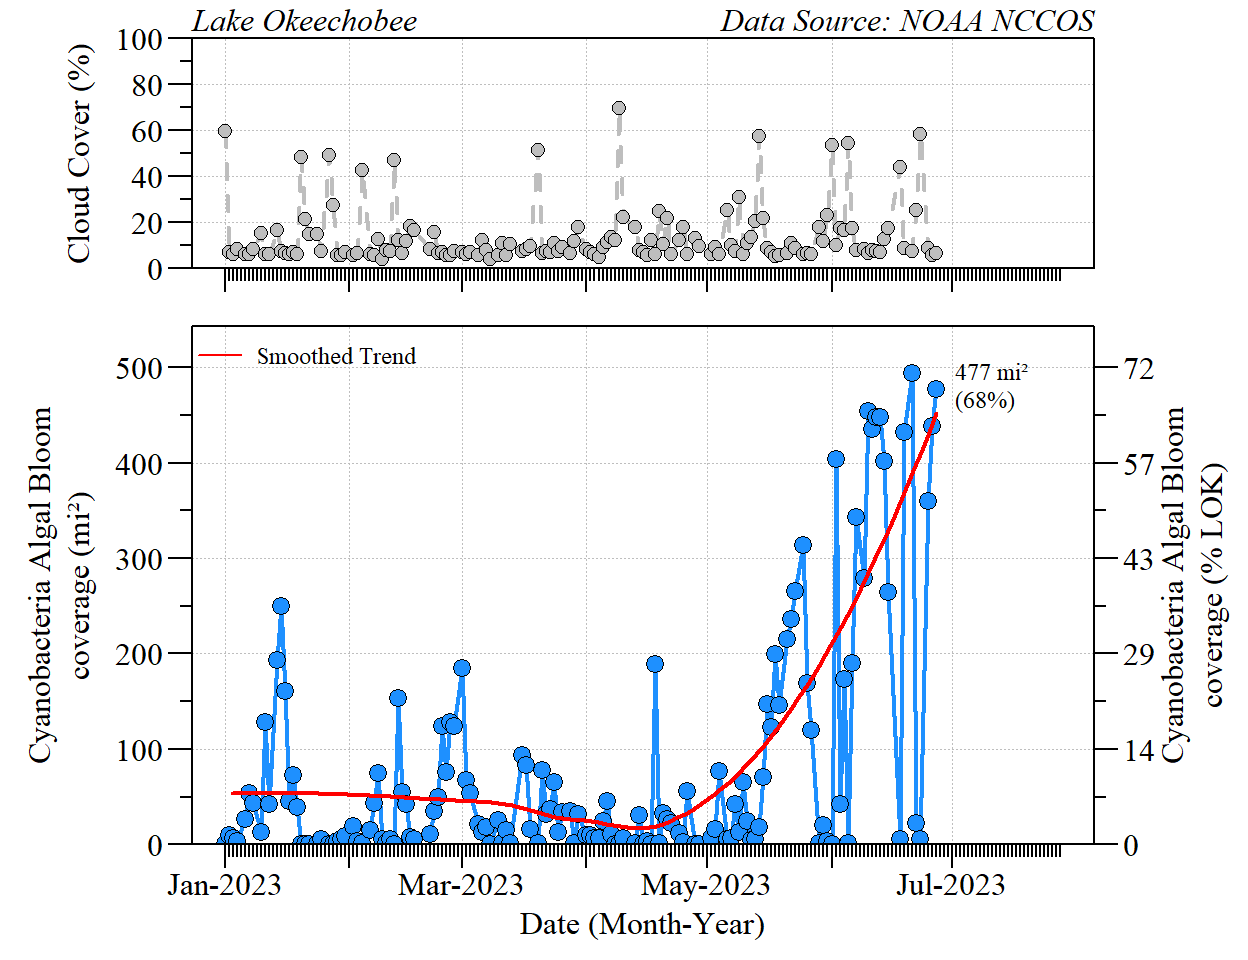 Lake Okeechobee
Data Source: NOAA NCCOS
Cloud Cover (%)
100
80
60
40
20
0
Smoothed Trend
477 mi²
(68%)
Cyanobacteria Algal Bloom
coverage (mi²)
500
400
300
200
100
0
72
57
43
29
14
0
Cyanobacteria Algal Bloom
coverage (% LOK)
Jan-2023
Mar-2023
May-2023
Jul-2023
Date (Month-Year)